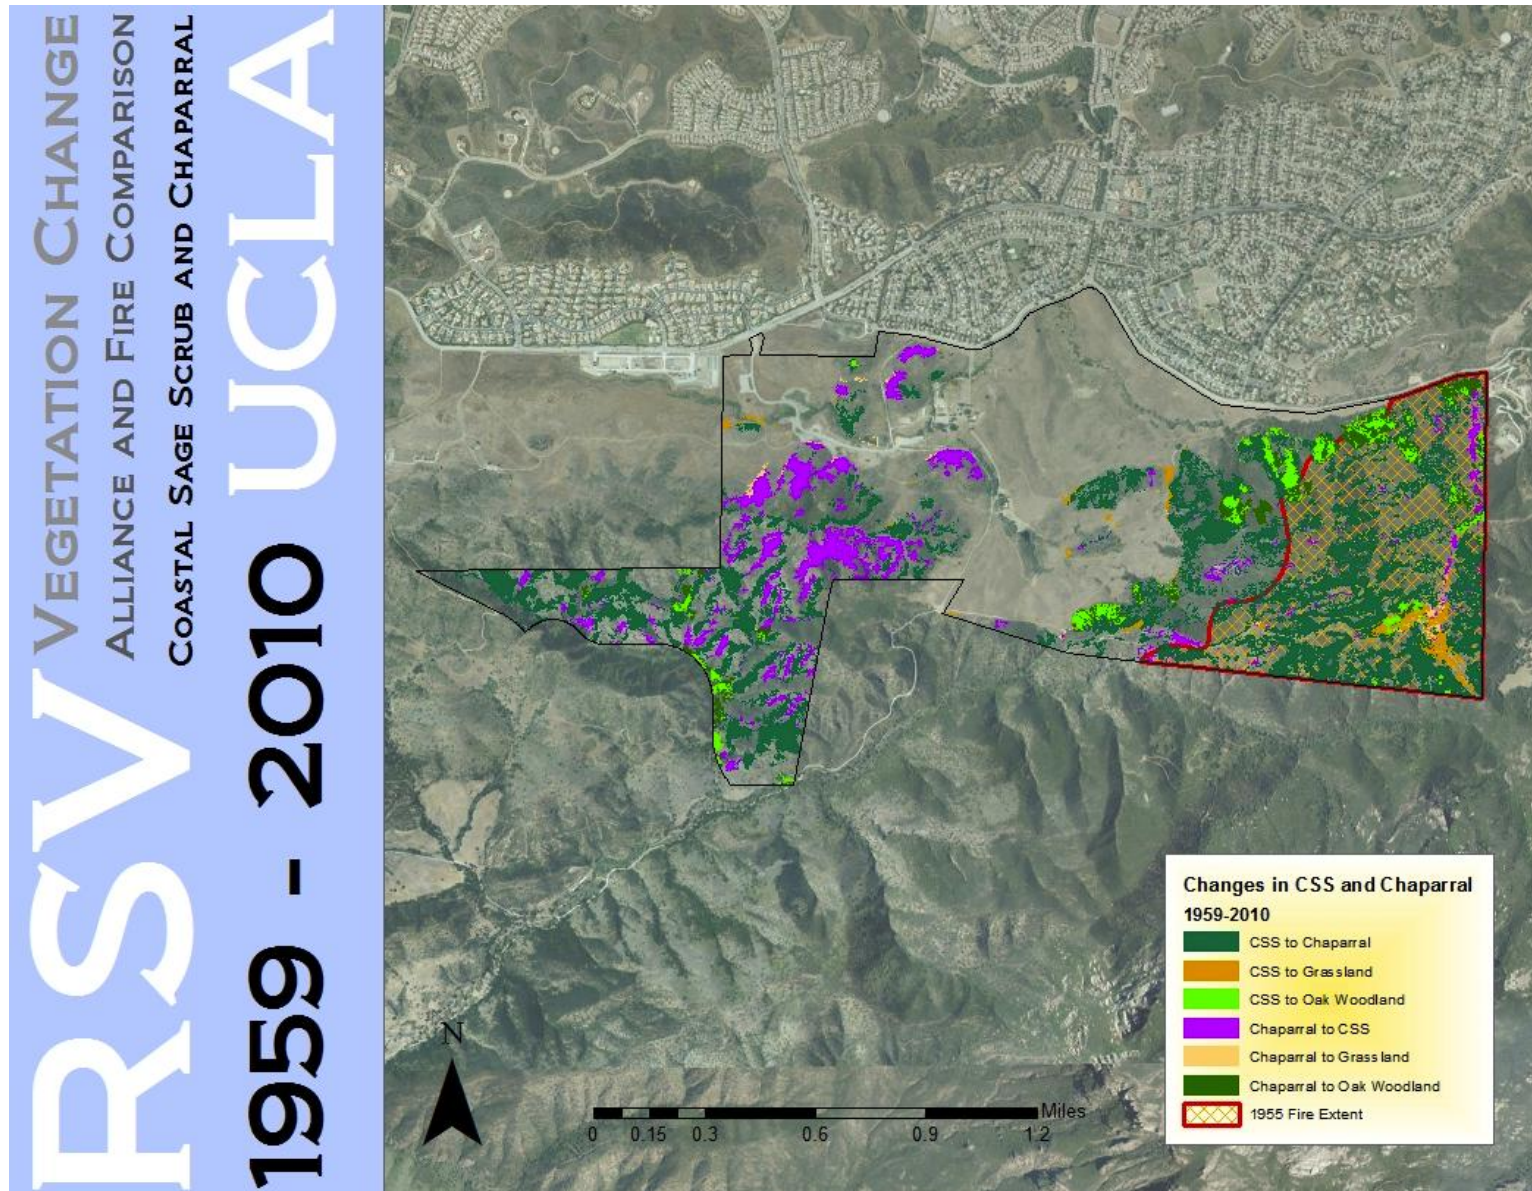 RSV VEGETATION CHANGE
ALLIANCE AND FIRE COMPARISON
COASTAL SAGE SCRUB AND CHAPARRAL
1959 - 2010 UCLA
N
Miles
0 0.15 0.3 0.6 0.9 1.2
Changes in CSS and Chaparral
1959-2010
CSS to Chaparral
CSS to Grassland
CSS to Oak Woodland
Chaparral to CSS
Chaparral to Grassland
Chaparral to Oak Woodland
1955 Fire Extent